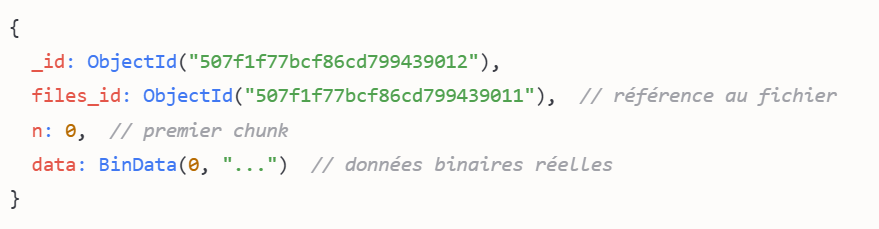 {
  _id: ObjectId("507f1f77bcf86cd799439012"),
  files_id: ObjectId("507f1f77bcf86cd799439011"),  // référence au fichier
  n: 0,  // premier chunk
  data: BinData(0, "...")  // données binaires réelles
}